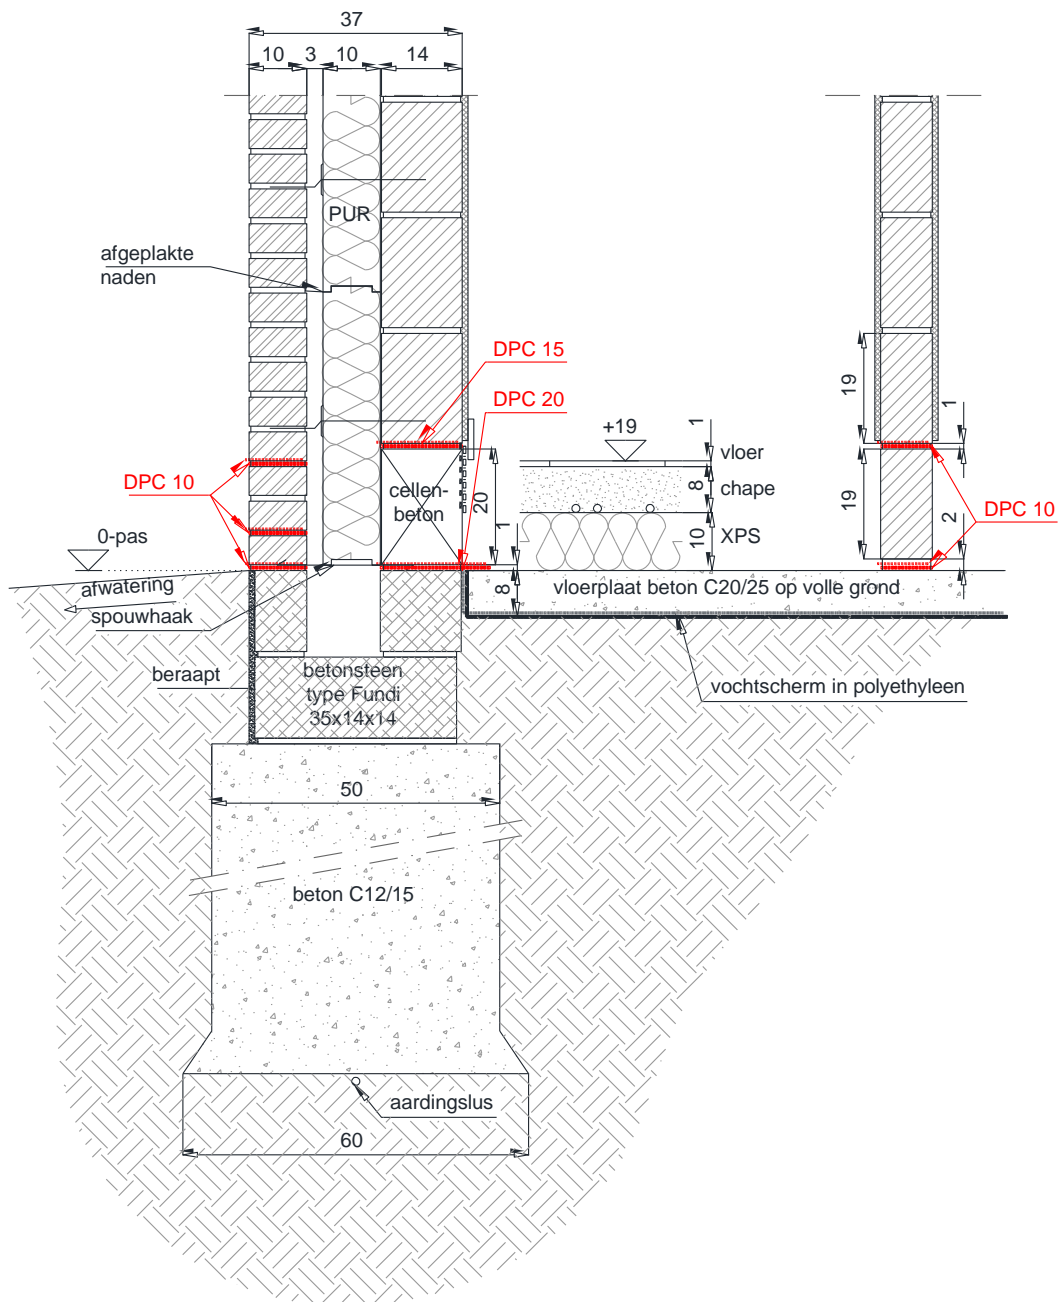 37
10 3 10 14
PUR
afgeplakte
naden
DPC 15
DPC 20
+19
1
vloer
8
chape
10
XPS
19
1
19
2
DPC 10
DPC 10
cellen-
beton
20
1
8
0-pas
afwatering
spouwhaak
vloerplaat beton C20/25 op volle grond
beraapt
betonsteen
type Fundi
35x14x14
vochtscherm in polyethyleen
50
beton C12/15
aardingslus
60